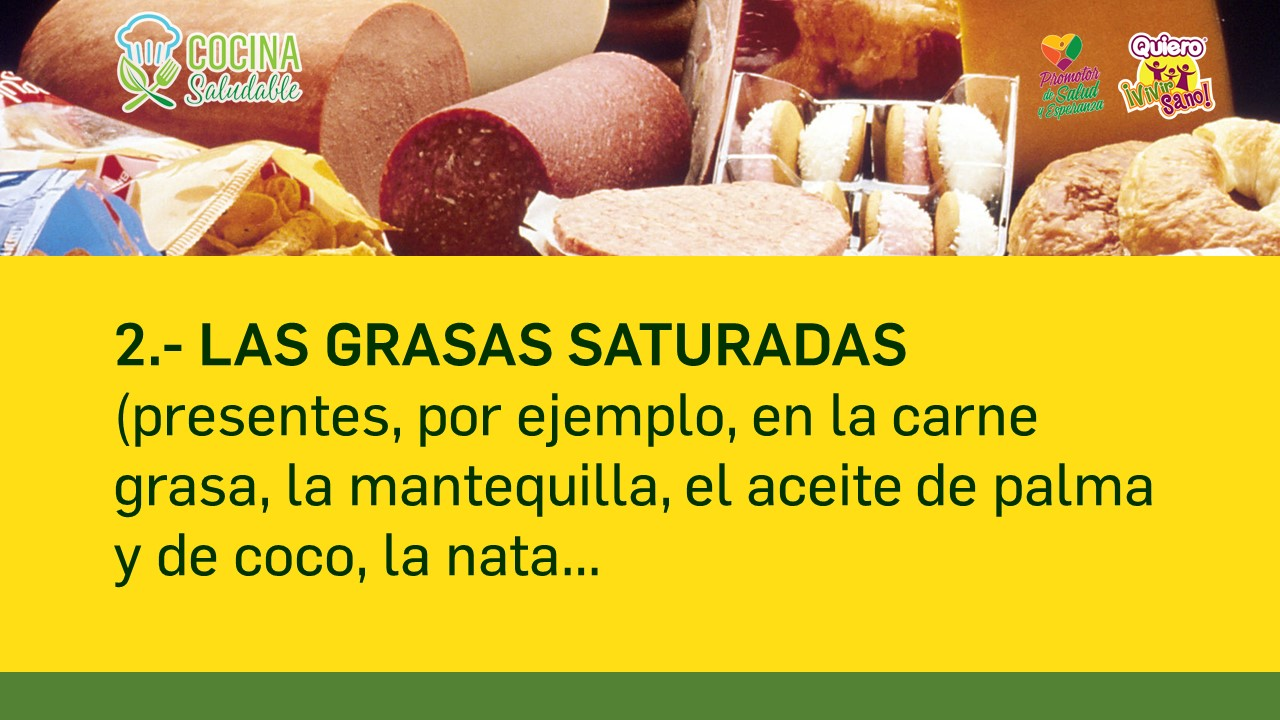 COCINA
Saludable
Promotor
de Salud
y Esperanza
Quiero
¡Vivir
Sano!
2.- LAS GRASAS SATURADAS
(presentes, por ejemplo, en la carne
grasa, la mantequilla, el aceite de palma
y de coco, la nata...